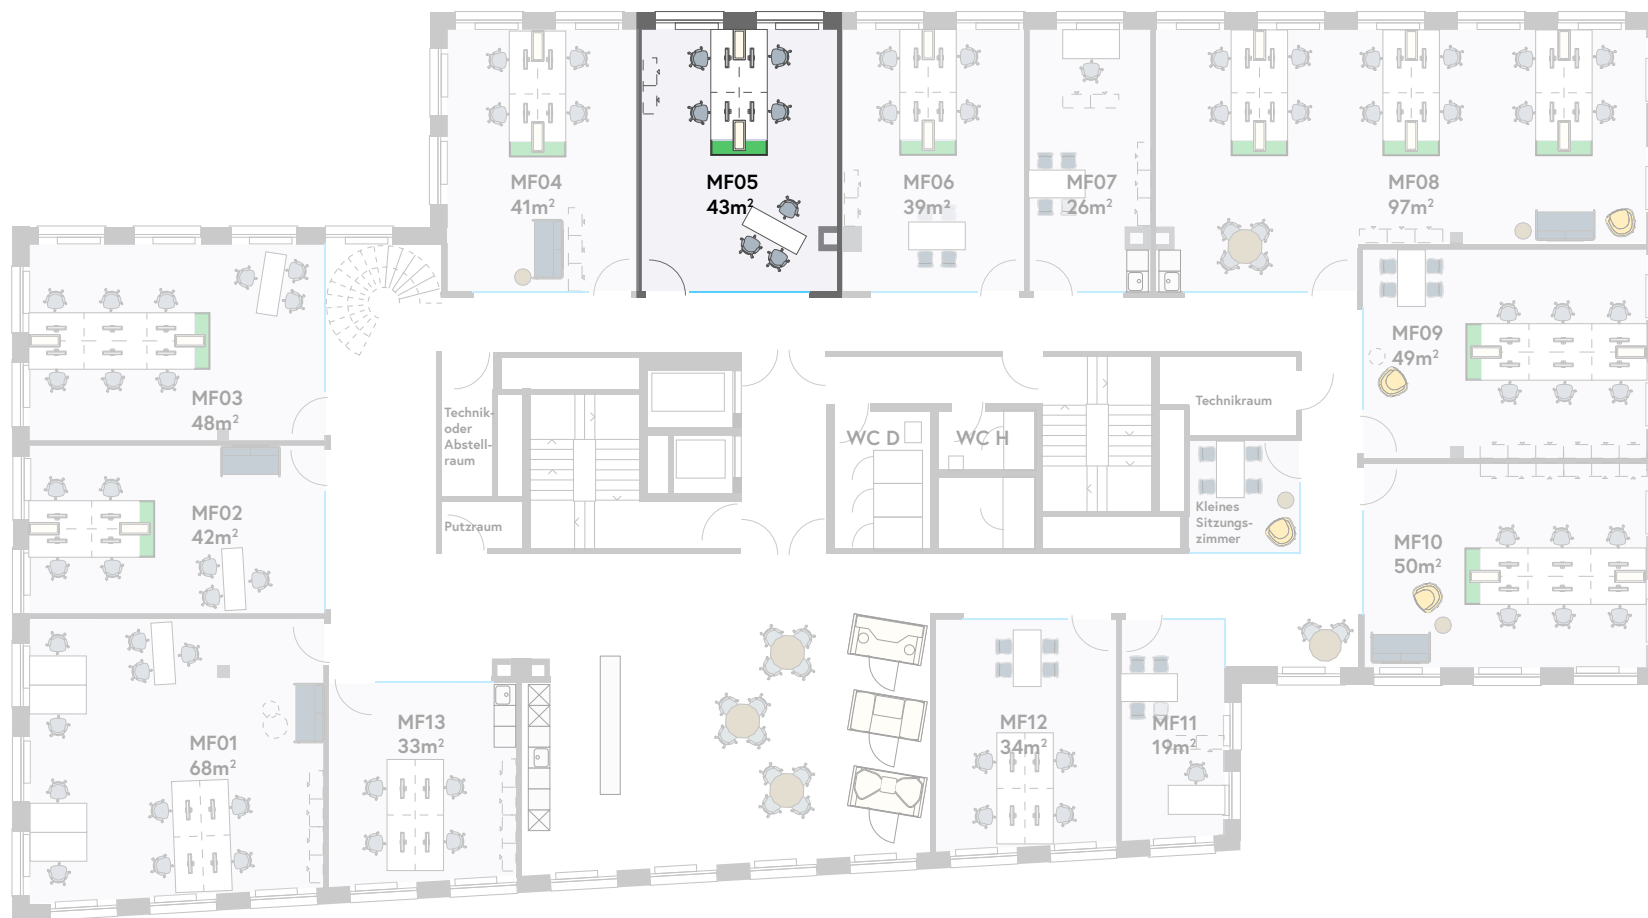 MF04
41m²
MF05
43m²
MF06
39m²
MF07
26m²
MF08
97m²
MF03
48m²
MF09
49m²
Technik-
oder
Abstell-
raum
WC D
WC H
Technikraum
MF02
42m²
Putzraum
Kleines
Sitzungs-
zimmer
MF10
50m²
MF01
68m²
MF13
33m²
MF12
34m²
MF11
19m²